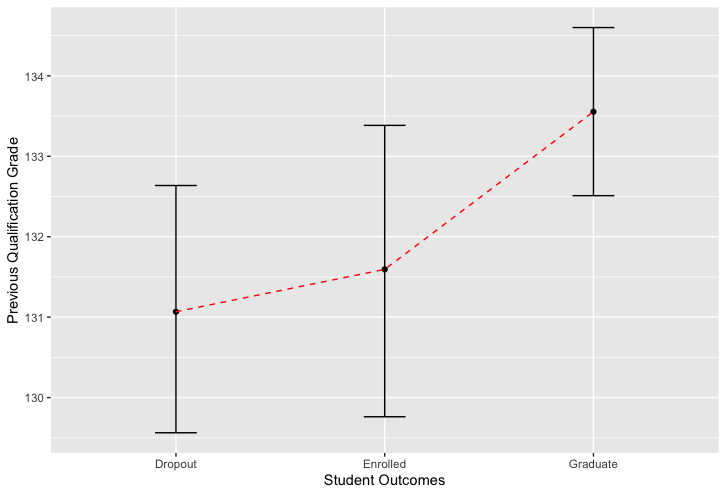 134
133
132
131
130
Previous Qualification Grade
Dropout Enrolled Graduate
Student Outcomes